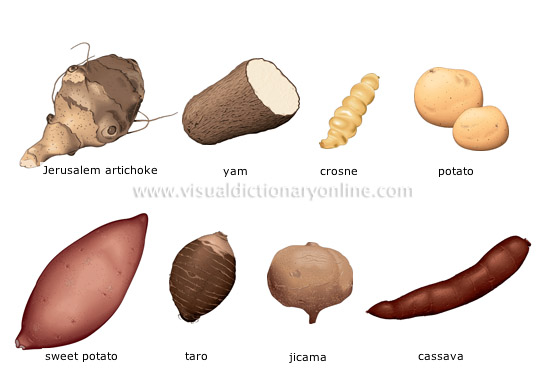 Jerusalem artichoke
yam
crosne
potato
www.visualdictionaryonline.com
sweet potato
taro
jicama
cassava